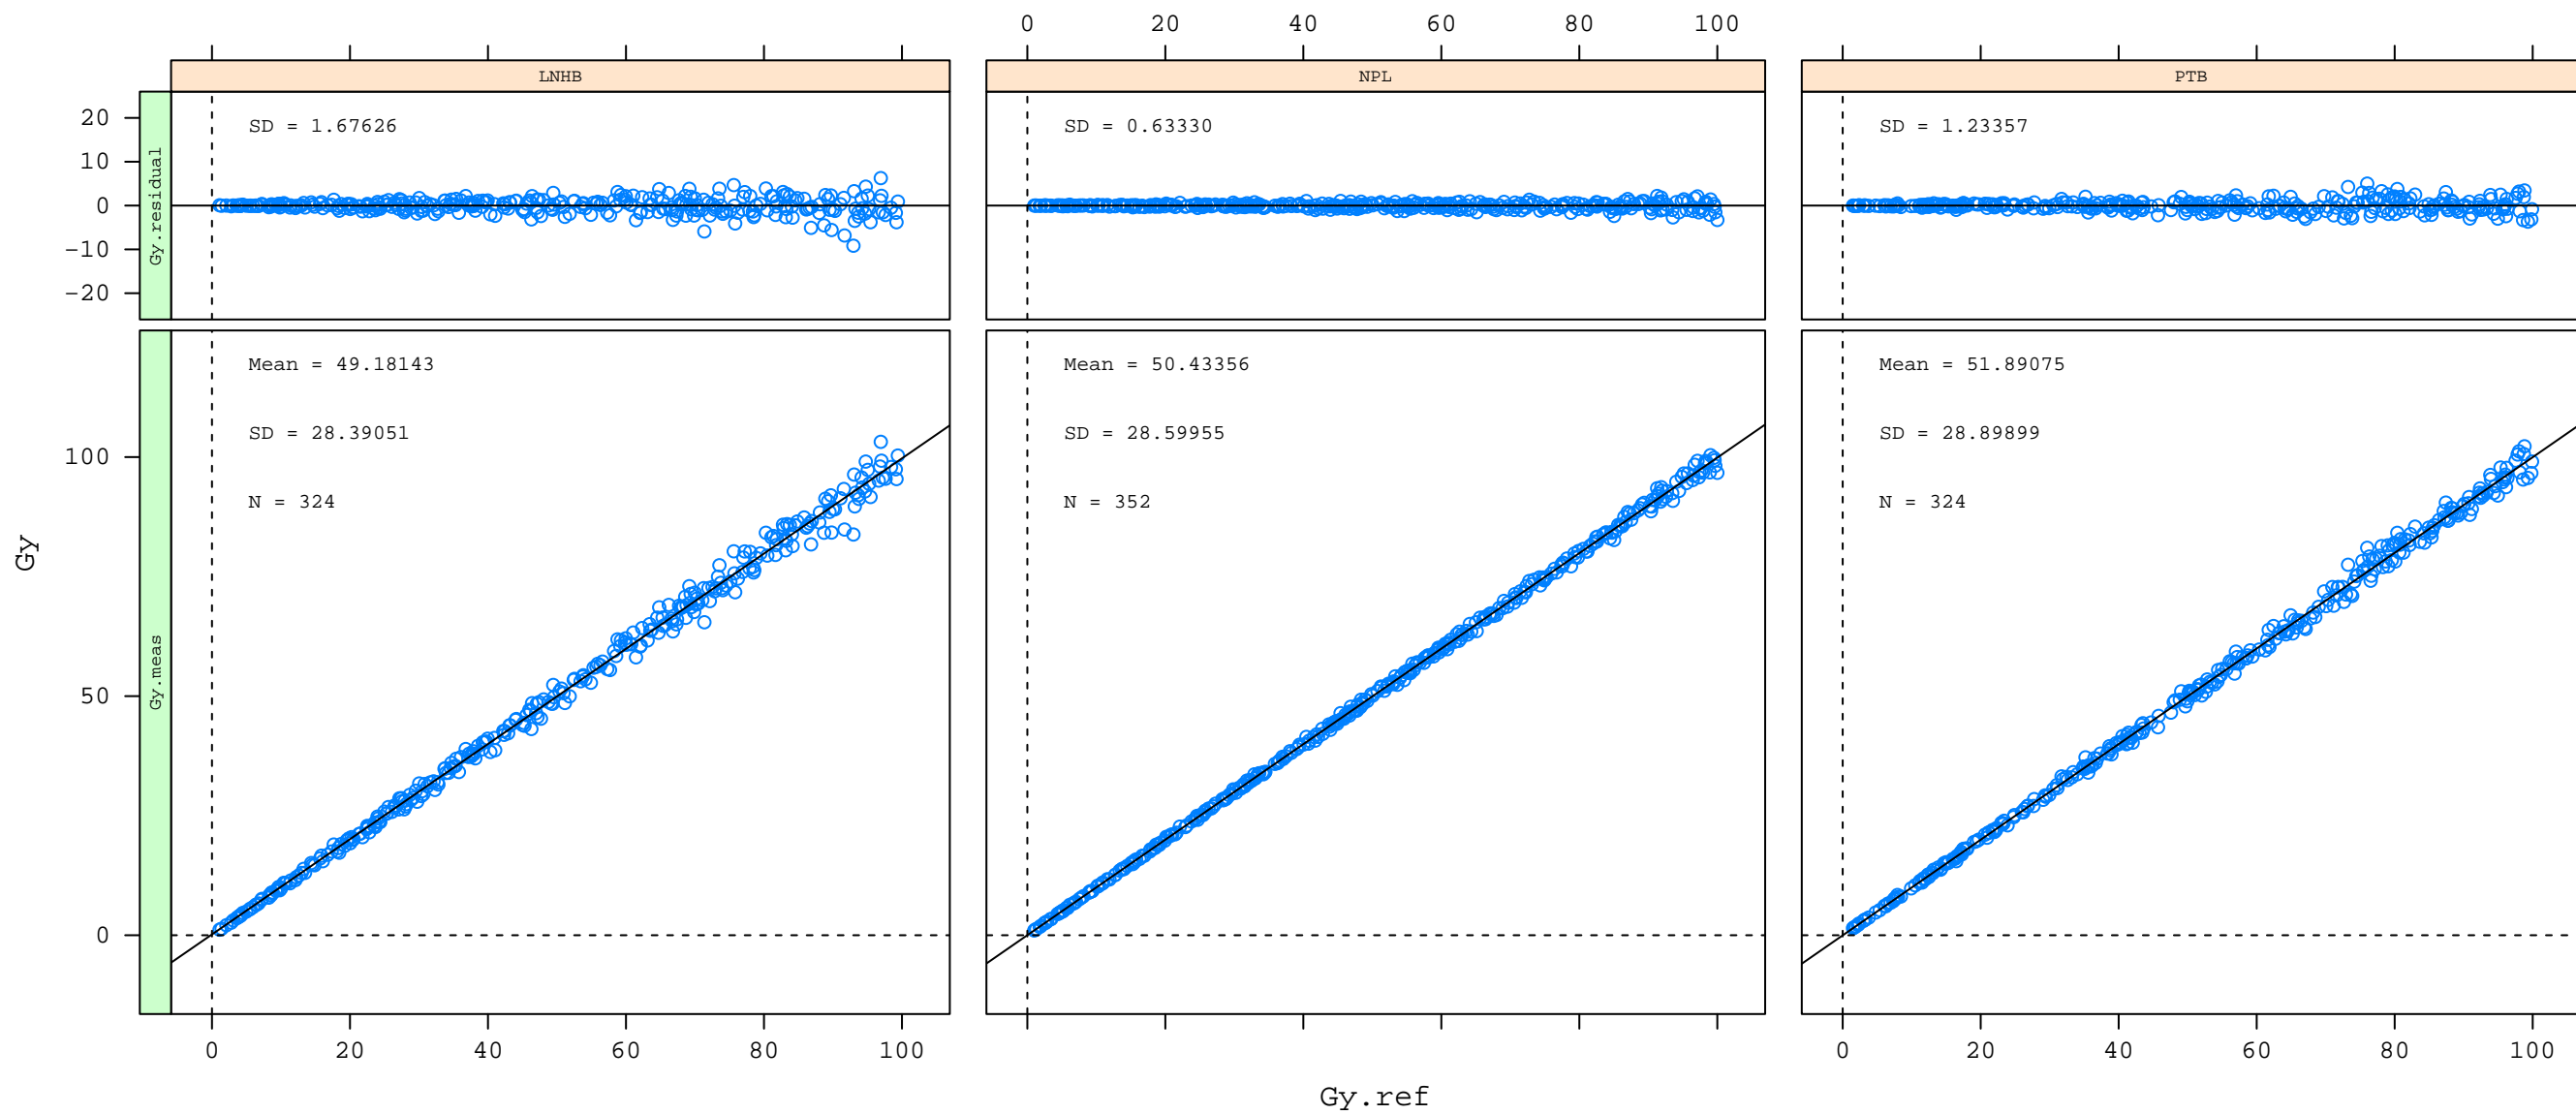 0 20 40 60 80 100
LNHB NPL PTB
20
10
0
−10
−20
Gy.residual
SD = 1.67626
SD = 0.63330
SD = 1.23357
Gy
100
50
0
Gy.meas
Mean = 49.18143
SD = 28.39051
N = 324
Mean = 50.43356
SD = 28.59955
N = 352
Mean = 51.89075
SD = 28.89899
N = 324
0 20 40 60 80 100
0 20 40 60 80 100
Gy.ref